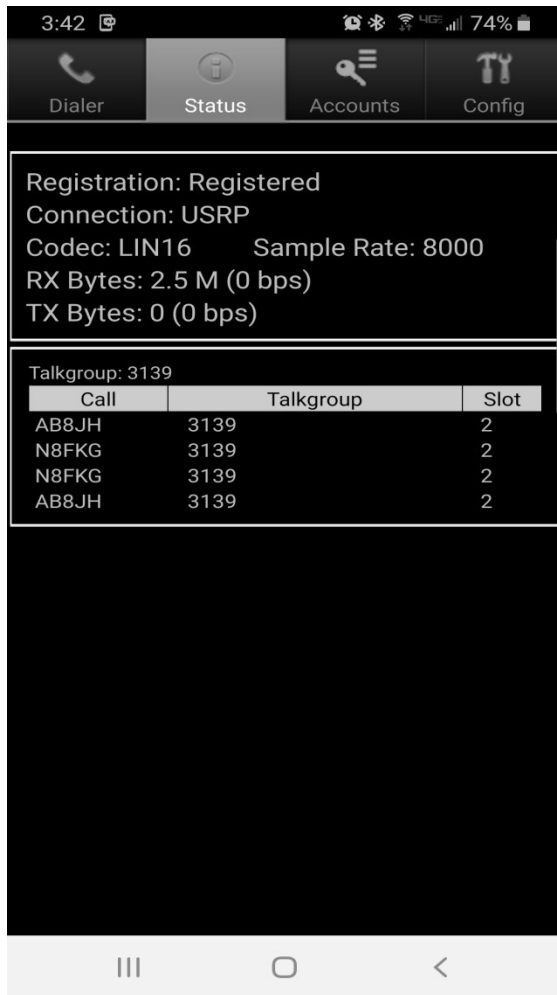 3:42 4GE 74%
Dialer Status Accounts Config
Registration: Registered
Connection: USRP
Codec: LIN16 Sample Rate: 8000
RX Bytes: 2.5 M (0 bps)
TX Bytes: 0 (0 bps)
Talkgroup: 3139
Call Talkgroup Slot
AB8JH 3139 2
N8FKG 3139 2
N8FKG 3139 2
AB8JH 3139 2